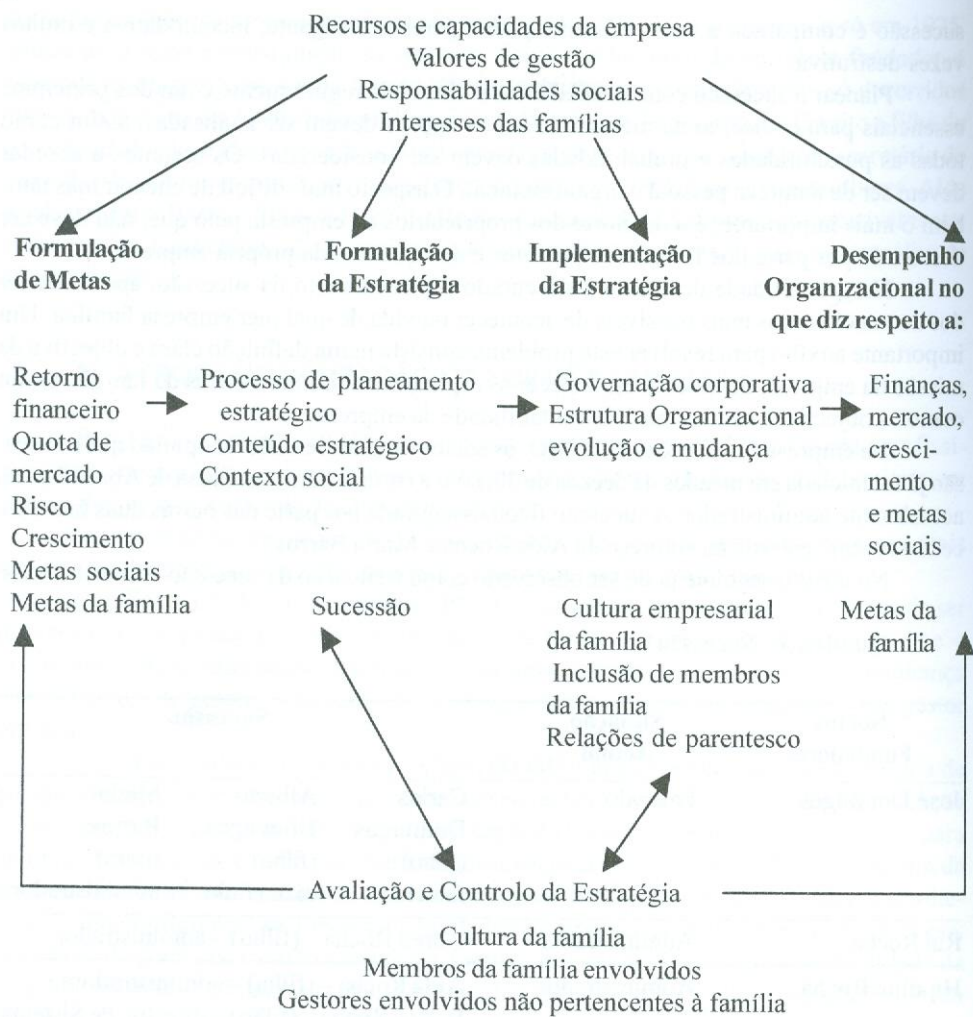 Recursos e capacidades da empresa
Valores de gestão
Responsabilidades sociais
Interesses das famílias
Formulação
de Metas
Formulação
da Estratégia
Implementação
da Estratégia
Desempenho
Organizacional no
que diz respeito a:
Retorno
financeiro
Quota de
mercado
Risco
Crescimento
Metas sociais
Metas da família
Processo de planeamento
estratégico
Conteúdo estratégico
Contexto social
Sucessão
Governação corporativa
Estrutura Organizacional
evolução e mudança
Cultura empresarial
da família
Inclusão de membros
da família
Relações de parentesco
Finanças,
mercado,
cresci-
mento
e metas
sociais
Metas da
família
Avaliação e Controlo da Estratégia
Cultura da família
Membros da família envolvidos
Gestores envolvidos não pertencentes à família